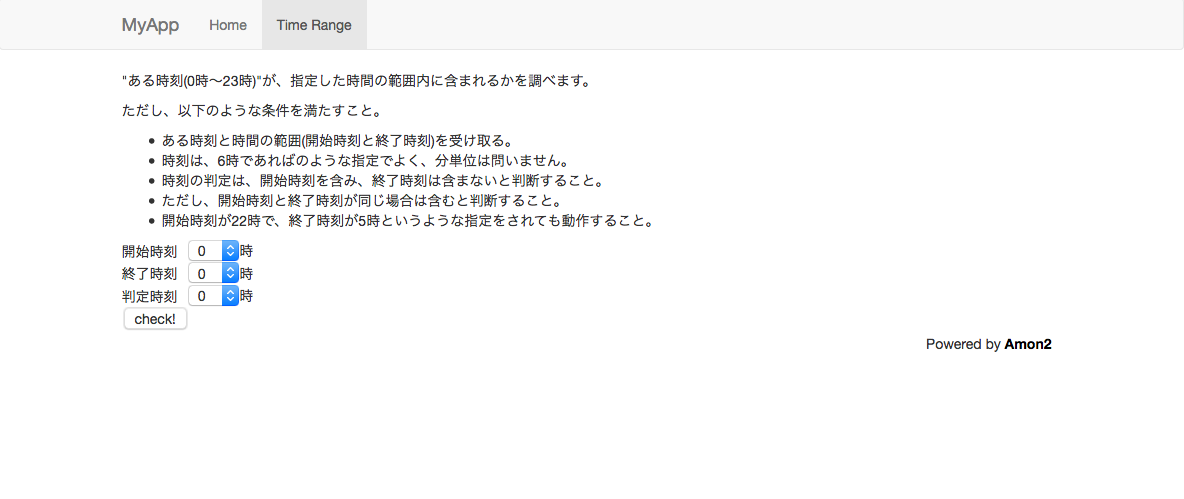 MyApp Home Time Range
"ある時刻(0時〜23時)"が、指定した時間の範囲内に含まれるかを調べます。
ただし、以下のような条件を満たすこと。
• ある時刻と時間の範囲(開始時刻と終了時刻)を受け取る。
• 時刻は、6時であればのような指定でよく、分単位は問いません。
• 時刻の判定は、開始時刻を含み、終了時刻は含まないと判断すること。
• ただし、開始時刻と終了時刻が同じ場合は含むと判断すること。
• 開始時刻が22時で、終了時刻が5時というような指定をされても動作すること。
開始時刻 0 時
終了時刻 0 時
判定時刻 0 時
check!
Powered by Amon2